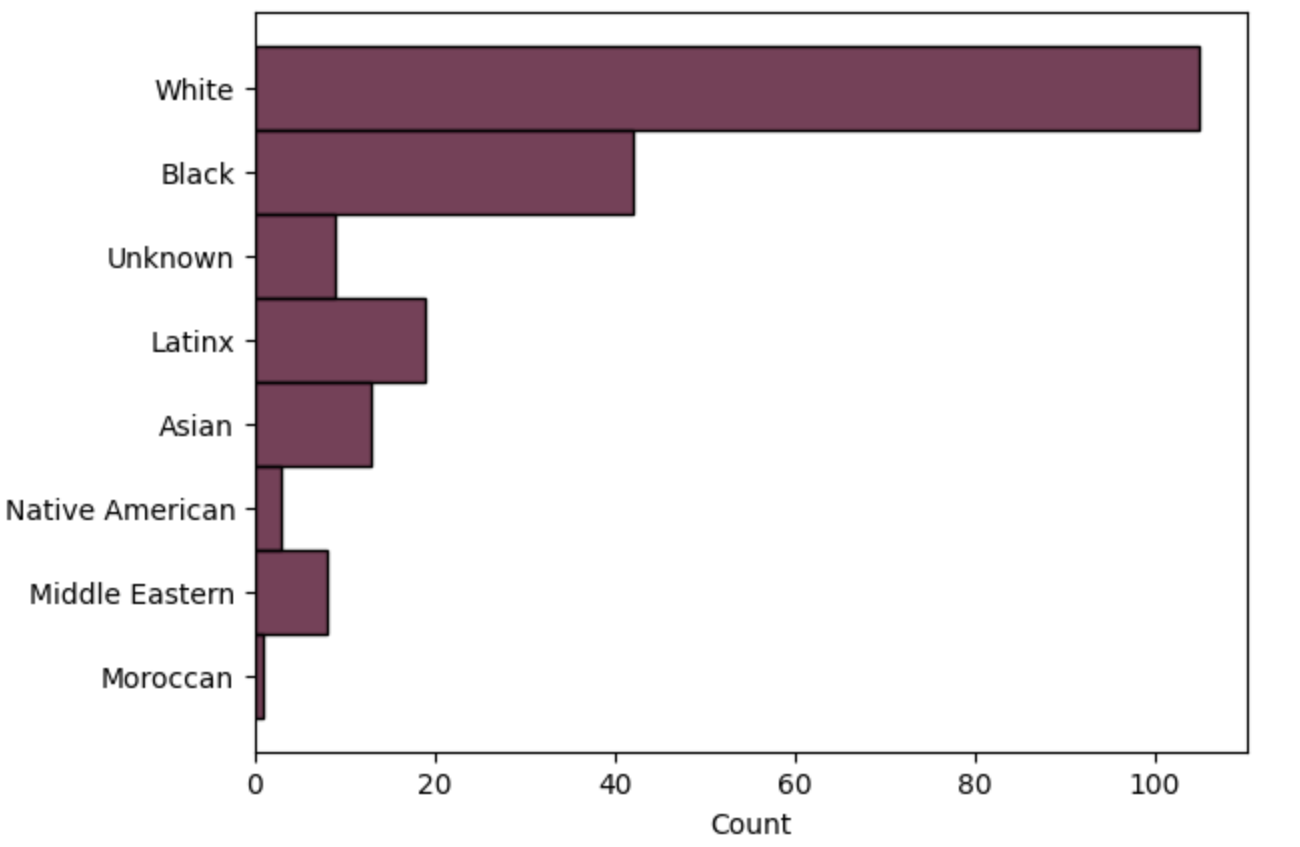 White
Black
Unknown
Latinx
Asian
Native American
Middle Eastern
Moroccan
0 20 40 60 80 100
Count